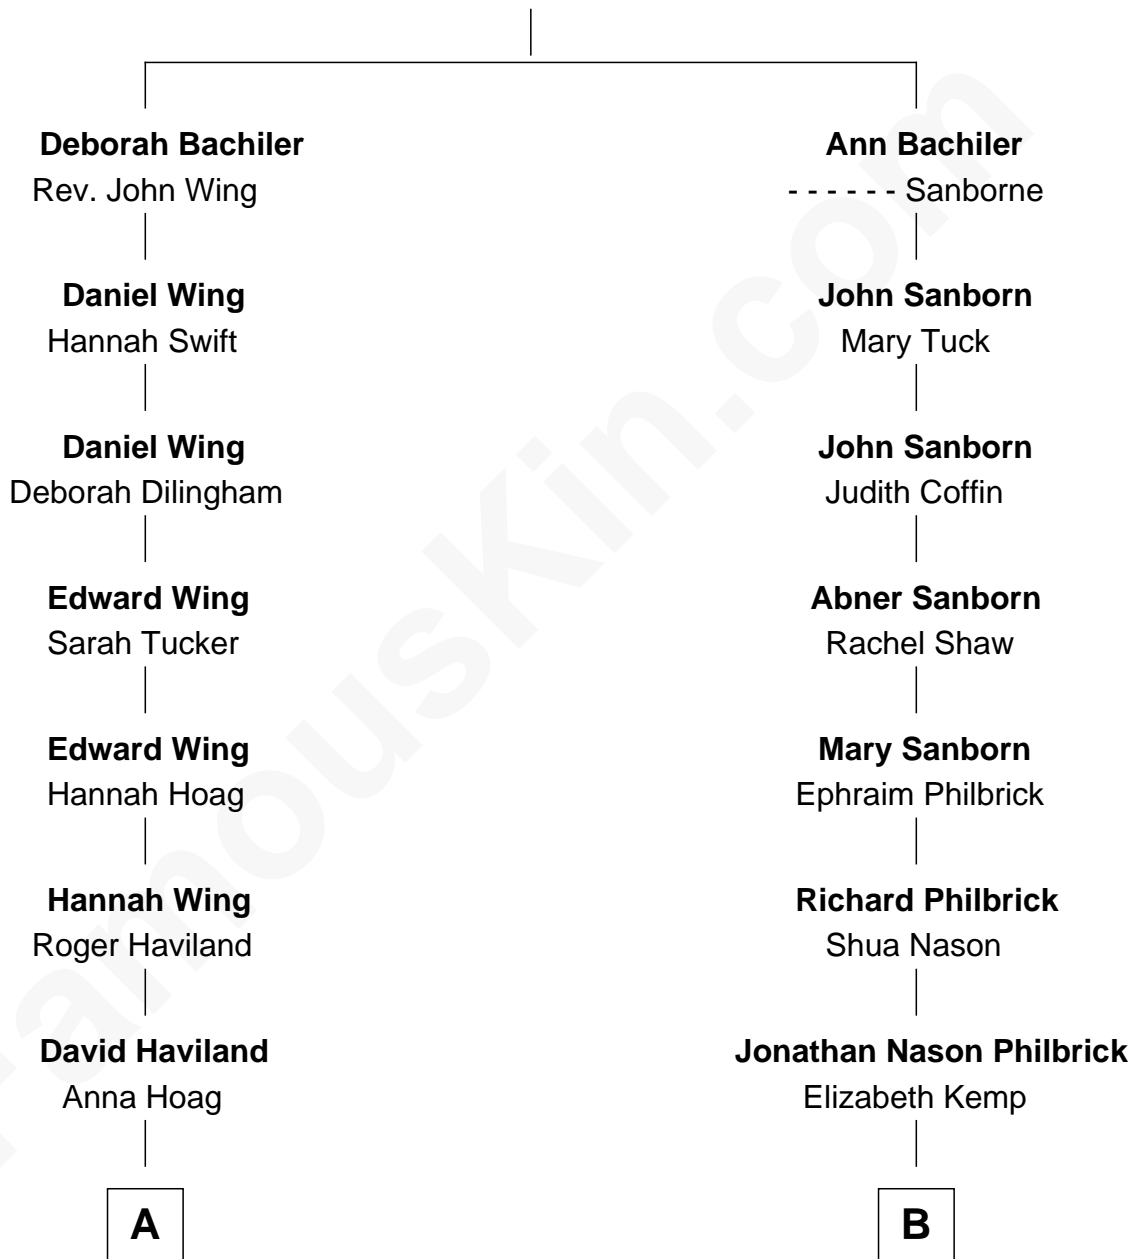 Deborah Bachiler
Rev. John Wing
Daniel Wing
Hannah Swift
Daniel Wing
Deborah Dilingham
Edward Wing
Sarah Tucker
Edward Wing
Hannah Hoag
Hannah Wing
Roger Haviland
David Haviland
Anna Hoag
A
Ann Bachiler
- - - - - - Sanborne
John Sanborn
Mary Tuck
John Sanborn
Judith Coffin
Abner Sanborn
Rachel Shaw
Mary Sanborn
Ephraim Philbrick
Richard Philbrick
Shua Nason
Jonathan Nason Philbrick
Elizabeth Kemp
B
FamousKin.com